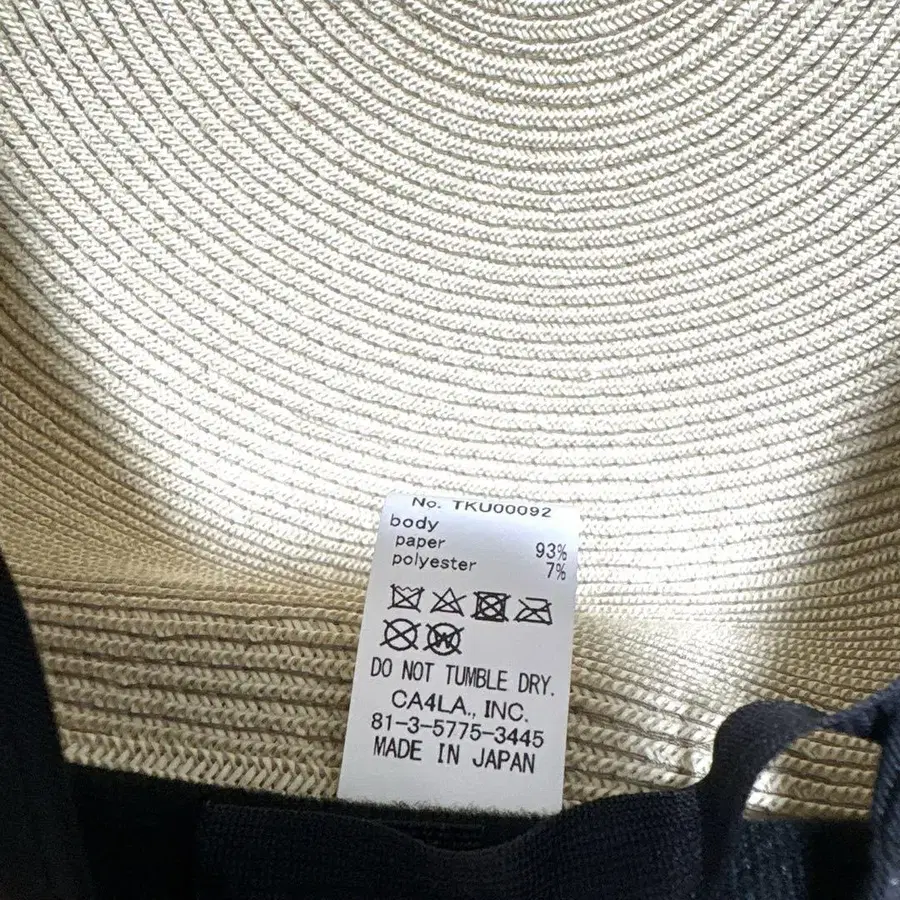 No. TKU00092
body
paper 93%
polyester 7%
DO NOT TUMBLE DRY.
CA4LA., INC.
81-3-5775-3445
MADE IN JAPAN